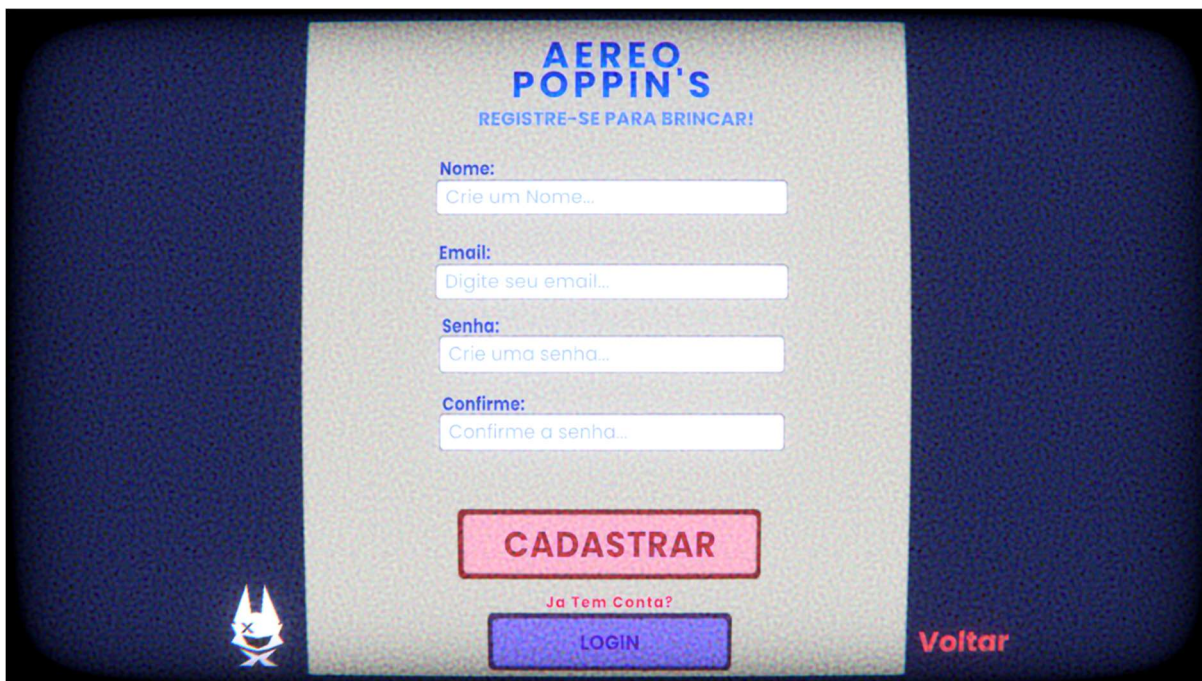 AEREO
POPPIN'S
REGISTRE-SE PARA BRINCAR!
Nome:
Crie um Nome...
Email:
Digite seu email...
Senha:
Crie uma senha...
Confirme:
Confirme a senha...
CADASTRAR
Ja Tem Conta?
LOGIN
Voltar